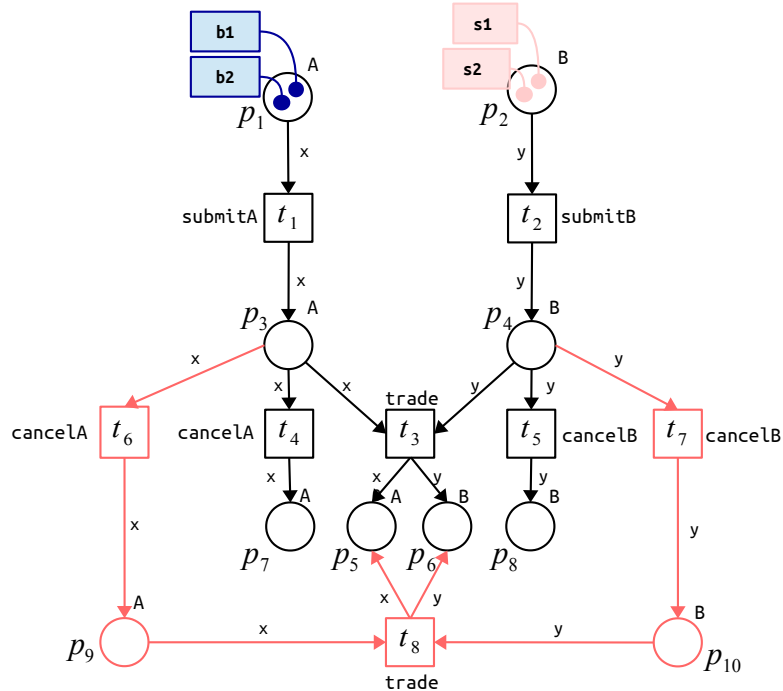 b1
s1
b2
s2
A
B
p1
p2
x
y
submitA
t1
t2
submitB
x
y
A
B
p3
p4
x
x
x
y
y
y
trade
cancelA
t6
cancelA
t4
t3
t5
cancelB
t7
cancelB
x
x
y
y
A
A
B
B
x
y
p7
p5
p6
p8
x
y
A
B
x
y
p9
t8
p10
trade